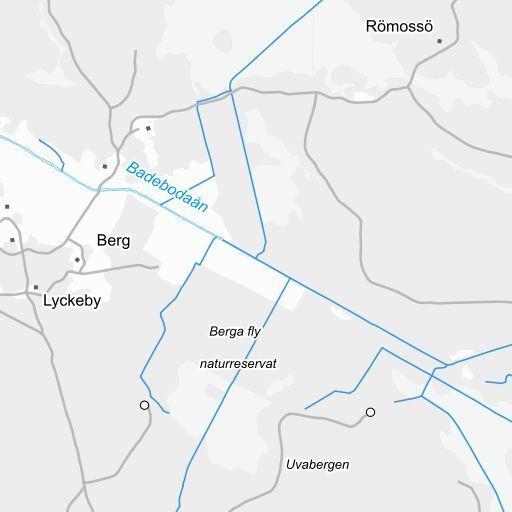 Römossö
Badebodaån
Berg
Lyckeby
Berga fly
naturreservat
Uvabergen